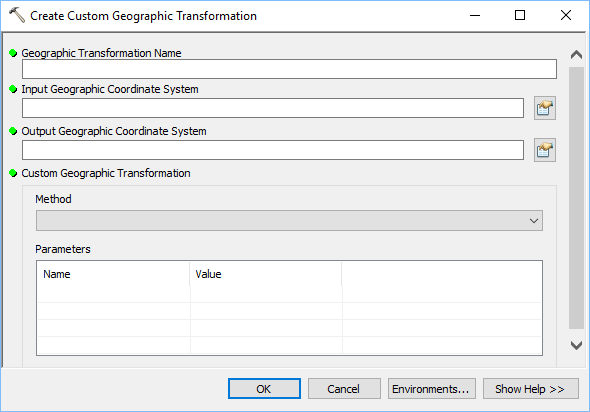 Create Custom Geographic Transformation
Geographic Transformation Name
Input Geographic Coordinate System
Output Geographic Coordinate System
Custom Geographic Transformation
Method
Parameters
Name Value
OK Cancel Environments... Show Help >>